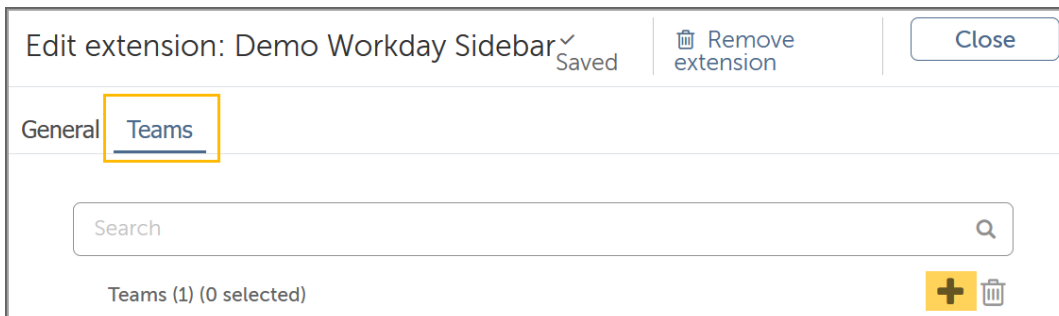 Edit extension: Demo Workday Sidebar
Saved
Remove
extension
Close
General
Teams
Search
Teams (1) (0 selected)